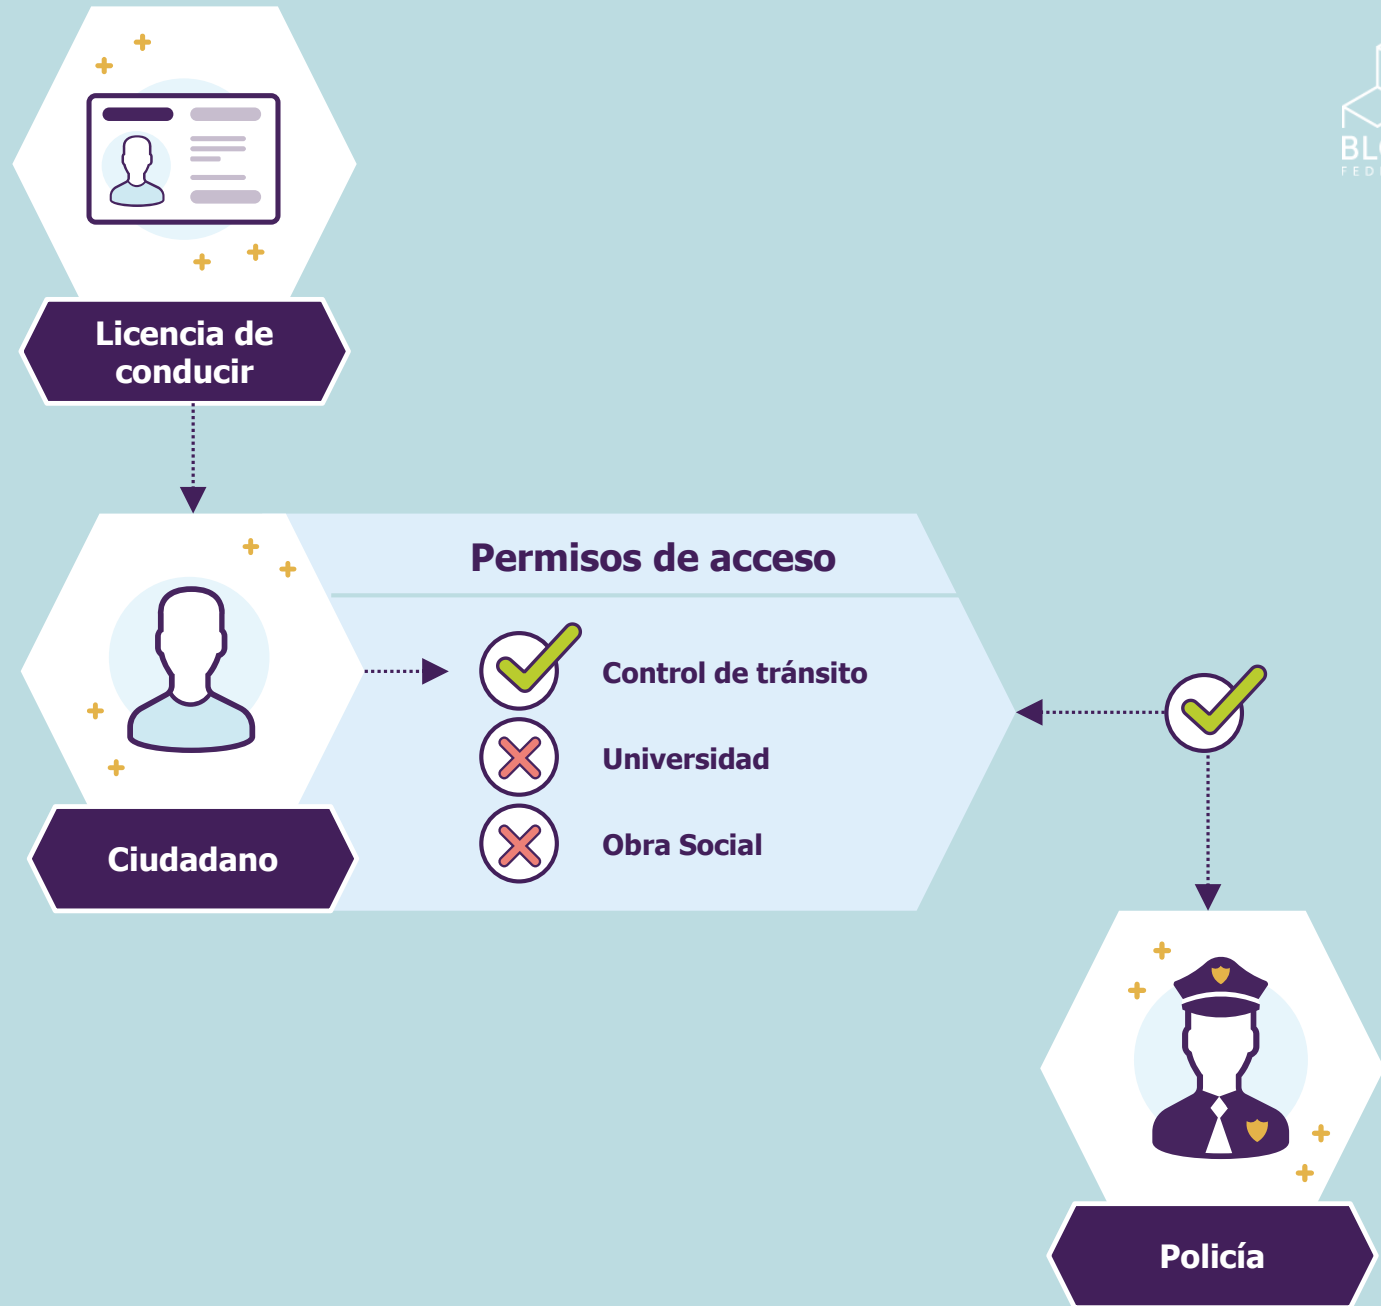 Licencia de
conducir
Permisos de acceso
Control de tránsito
Universidad
Obra Social
Ciudadano
Policía